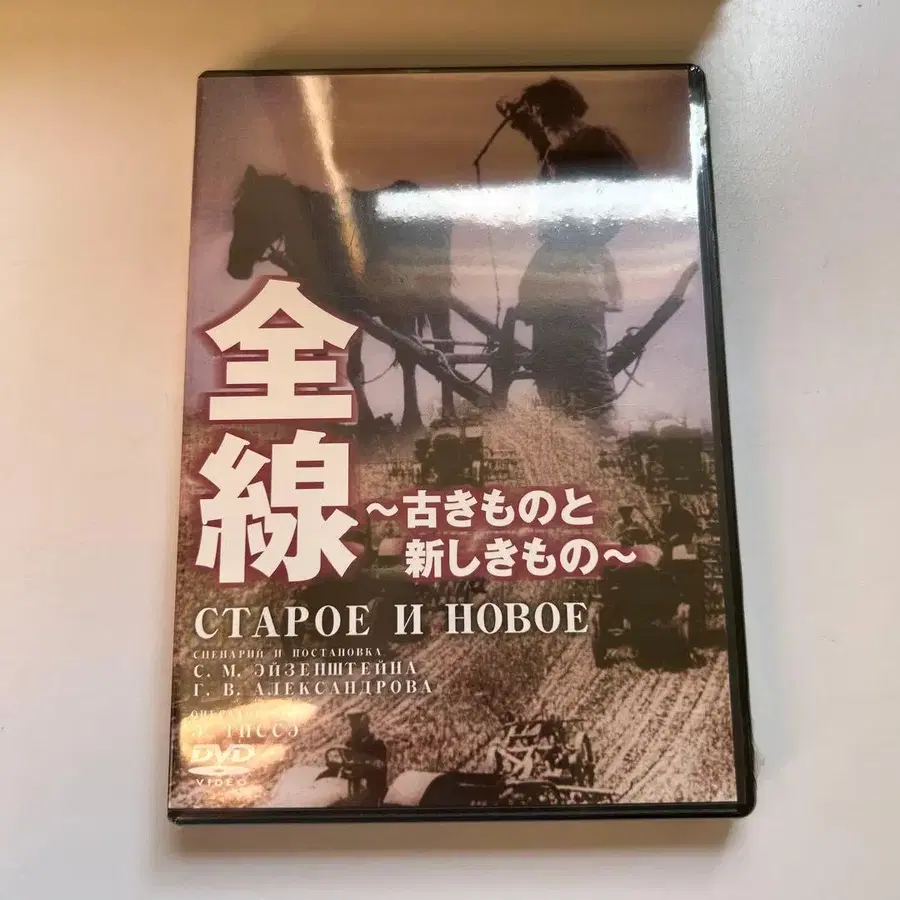 全線
～古きものと
新しきもの～
СТАРОЕ И НОВОЕ
СЦЕНАРИЙ И ПОСТАНОВКА
С. М. ЭЙЗЕНШТЕЙНА
Г. В. АЛЕКСАНДРОВА
Э. ТИССЭ
DVD
VIDEO